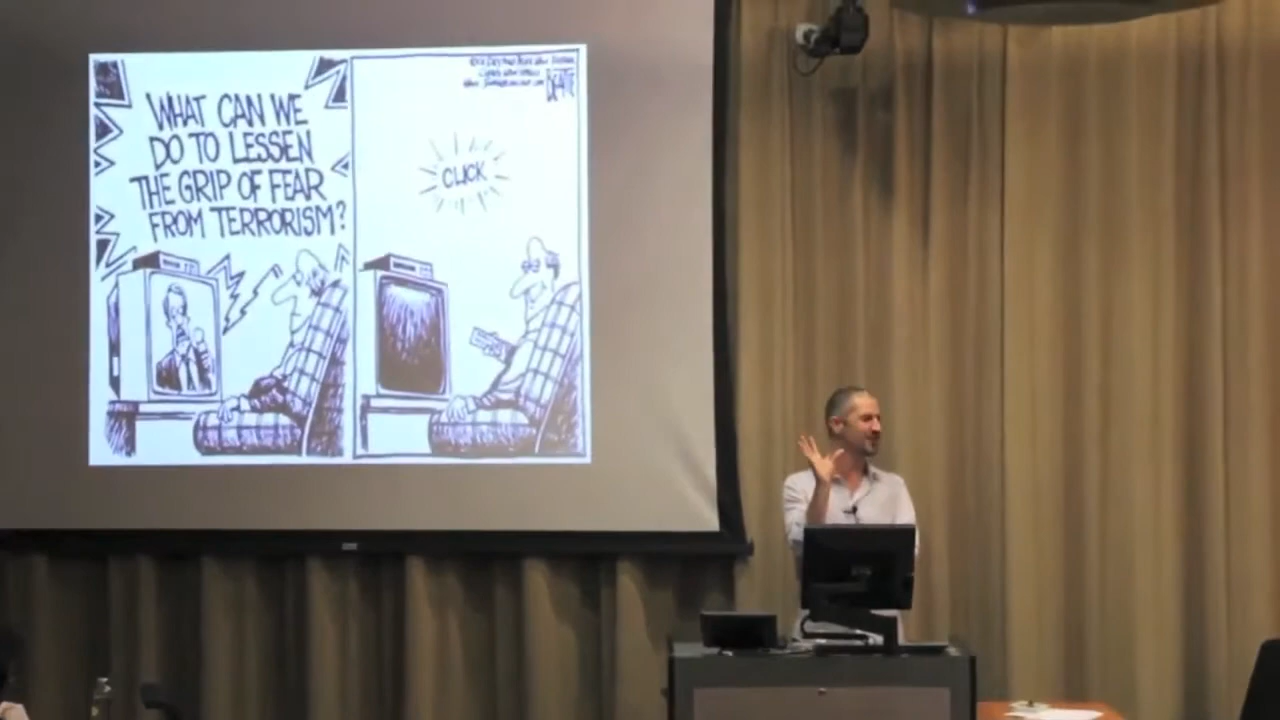 WHAT CAN WE
DO TO LESSEN
THE GRIP OF FEAR
FROM TERRORISM?
CLICK